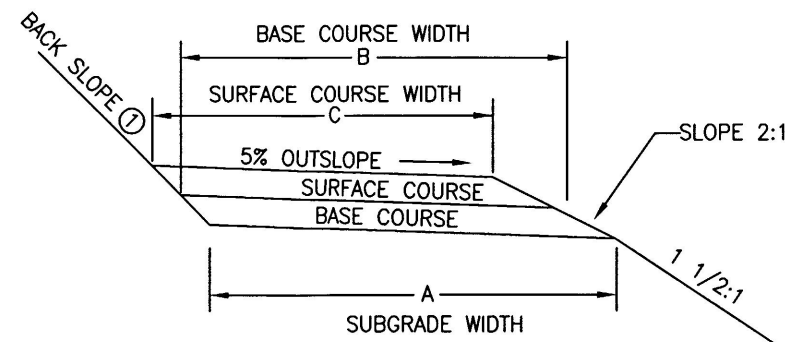 BACK SLOPE ①
BASE COURSE WIDTH
B
SURFACE COURSE WIDTH
C
SLOPE 2:1
5% OUTSLOPE
SURFACE COURSE
BASE COURSE
1 1/2:1
A
SUBGRADE WIDTH